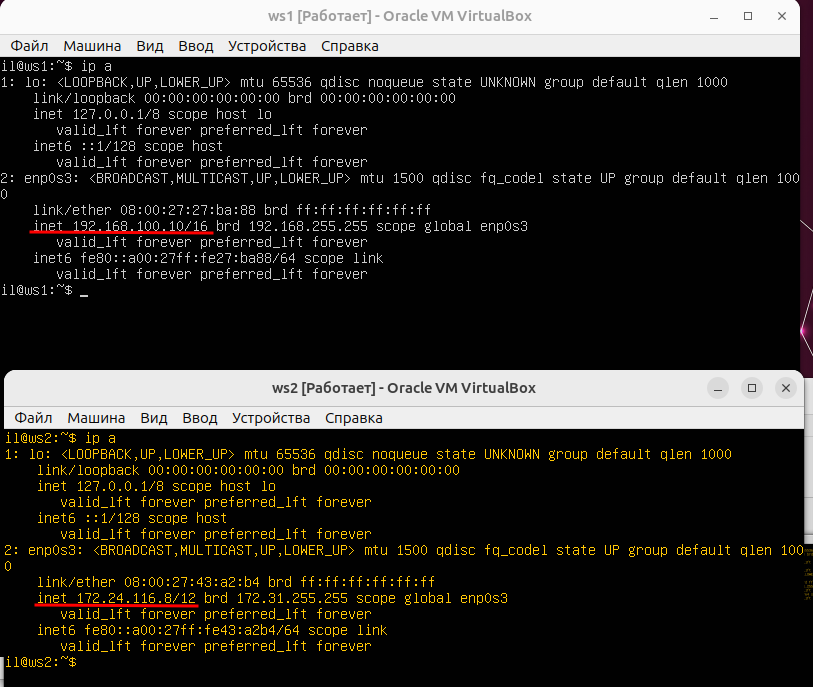 ws1 [Работает] - Oracle VM VirtualBox
Файл Машина Вид Ввод Устройства Справка
il@ws1:~$ ip a
1: lo: <LOOPBACK,UP,LOWER_UP> mtu 65536 qdisc noqueue state UNKNOWN group default qlen 1000
    link/loopback 00:00:00:00:00:00 brd 00:00:00:00:00:00
    inet 127.0.0.1/8 scope host lo
       valid_lft forever preferred_lft forever
    inet6 ::1/128 scope host
       valid_lft forever preferred_lft forever
2: enp0s3: <BROADCAST,MULTICAST,UP,LOWER_UP> mtu 1500 qdisc fq_codel state UP group default qlen 100
0
    link/ether 08:00:27:27:ba:88 brd ff:ff:ff:ff:ff:ff
    inet 192.168.100.10/16 brd 192.168.255.255 scope global enp0s3
       valid_lft forever preferred_lft forever
    inet6 fe80::a00:27ff:fe27:ba88/64 scope link
       valid_lft forever preferred_lft forever
il@ws1:~$ _
ws2 [Работает] - Oracle VM VirtualBox
Файл Машина Вид Ввод Устройства Справка
il@ws2:~$ ip a
1: lo: <LOOPBACK,UP,LOWER_UP> mtu 65536 qdisc noqueue state UNKNOWN group default qlen 1000
    link/loopback 00:00:00:00:00:00 brd 00:00:00:00:00:00
    inet 127.0.0.1/8 scope host lo
       valid_lft forever preferred_lft forever
    inet6 ::1/128 scope host
       valid_lft forever preferred_lft forever
2: enp0s3: <BROADCAST,MULTICAST,UP,LOWER_UP> mtu 1500 qdisc fq_codel state UP group default qlen 100
0
    link/ether 08:00:27:43:a2:b4 brd ff:ff:ff:ff:ff:ff
    inet 172.24.116.8/12 brd 172.31.255.255 scope global enp0s3
       valid_lft forever preferred_lft forever
    inet6 fe80::a00:27ff:fe43:a2b4/64 scope link
       valid_lft forever preferred_lft forever
il@ws2:~$